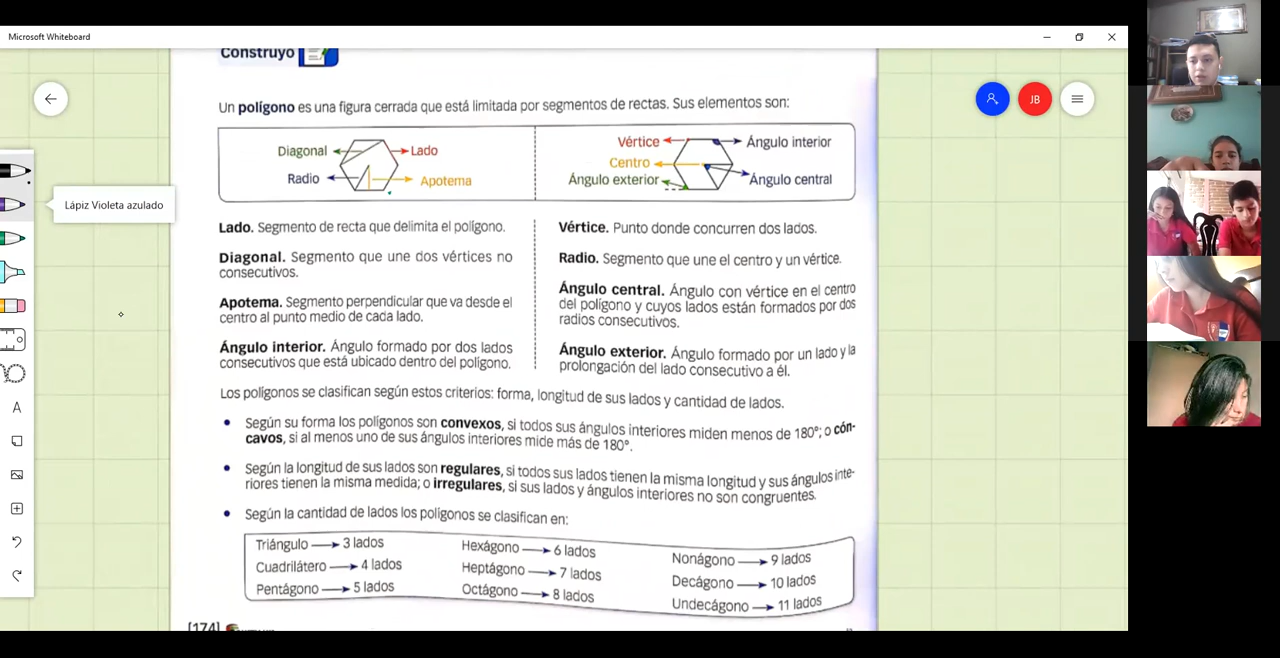 Microsoft Whiteboard
Construyo
Un polígono es una figura cerrada que está limitada por segmentos de rectas. Sus elementos son:
Diagonal
Lado
Radio
Apotema
Vértice
Ángulo interior
Centro
Ángulo exterior
Ángulo central
JB
Lápiz Violeta azulado
Lado. Segmento de recta que delimita el polígono.
Diagonal. Segmento que une dos vértices no
consecutivos.
Apotema. Segmento perpendicular que va desde el
centro al punto medio de cada lado.
Ángulo interior. Ángulo formado por dos lados
consecutivos que está ubicado dentro del polígono.
Vértice. Punto donde concurren dos lados.
Radio. Segmento que une el centro y un vértice.
Ángulo central. Ángulo con vértice en el centro
del polígono y cuyos lados están formados por dos
radios consecutivos.
Ángulo exterior. Ángulo formado por un lado y la
prolongación del lado consecutivo a él.
Los polígonos se clasifican según estos criterios: forma, longitud de sus lados y cantidad de lados.
• Según su forma los polígonos son convexos, si todos sus ángulos interiores miden menos de 180°; o cón-
cavos, si al menos uno de sus ángulos interiores mide más de 180°.
• Según la longitud de sus lados son regulares, si todos sus lados tienen la misma longitud y sus ángulos inte-
riores tienen la misma medida; o irregulares, si sus lados y ángulos interiores no son congruentes.
• Según la cantidad de lados los polígonos se clasifican en:
Triángulo 3 lados
Cuadrilátero 4 lados
Pentágono 5 lados
Hexágono 6 lados
Heptágono 7 lados
Octágono 8 lados
Nonágono 9 lados
Decágono 10 lados
Undecágono 11 lados
[174]
A